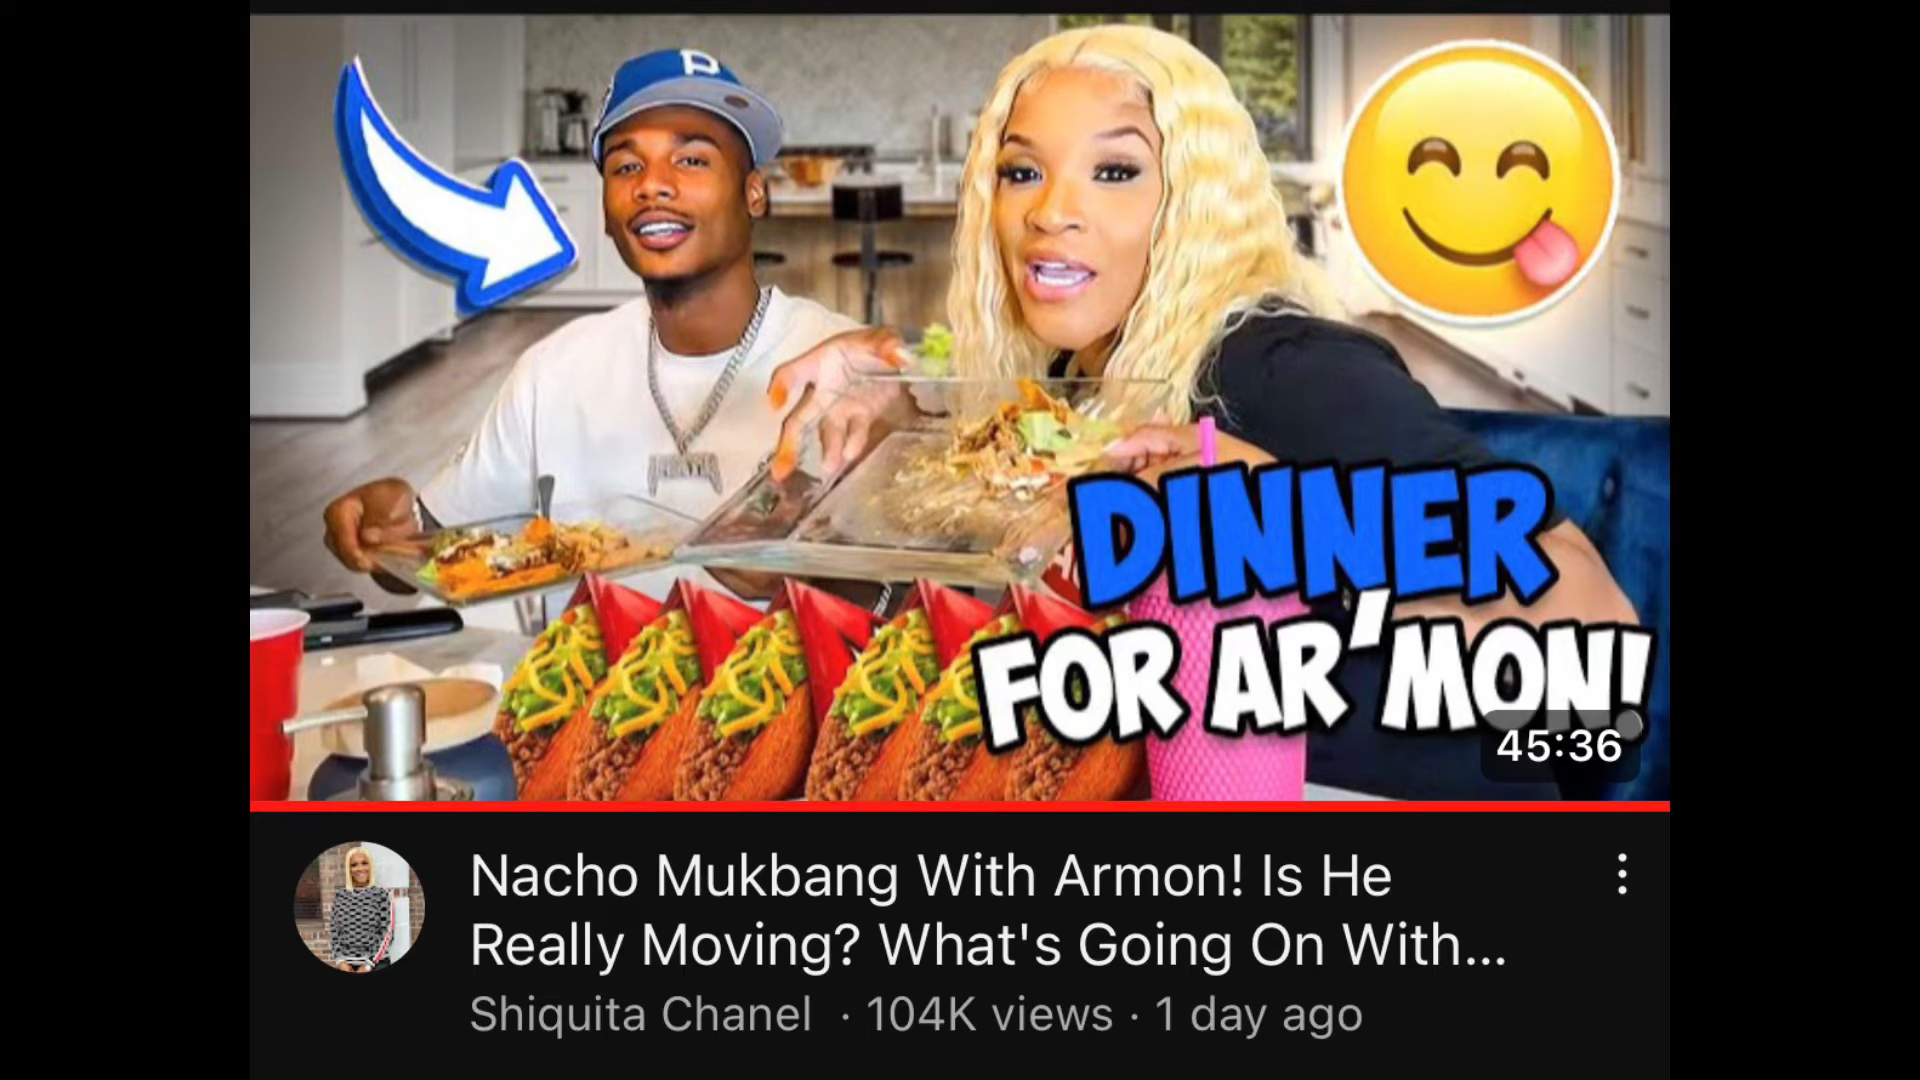 DINNER
FOR AR'MON!
45:36
Nacho Mukbang With Armon! Is He
Really Moving? What's Going On With...
Shiquita Chanel · 104K views · 1 day ago